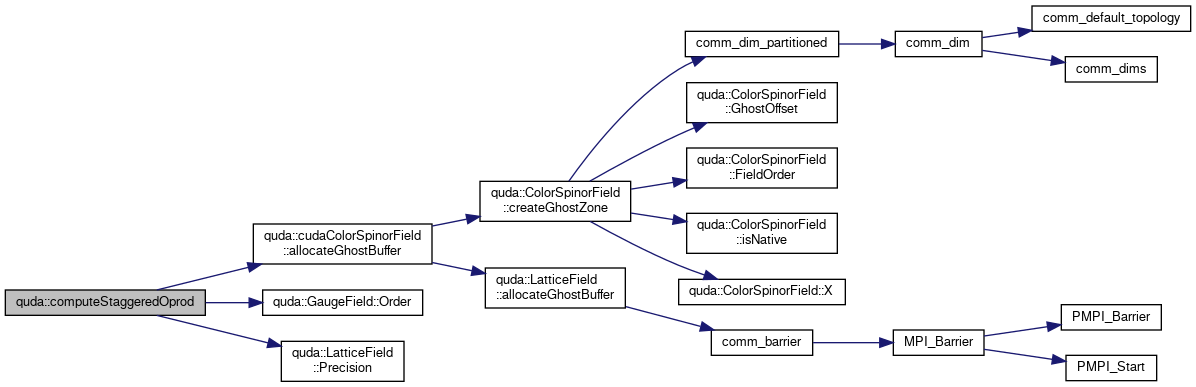 quda::computeStaggeredOprod
quda::cudaColorSpinorField
::allocateGhostBuffer
quda::GaugeField::Order
quda::LatticeField
::Precision
quda::ColorSpinorField
::createGhostZone
quda::LatticeField
::allocateGhostBuffer
comm_dim_partitioned
quda::ColorSpinorField
::GhostOffset
quda::ColorSpinorField
::FieldOrder
quda::ColorSpinorField
::isNative
quda::ColorSpinorField::X
comm_barrier
comm_dim
MPI_Barrier
comm_default_topology
comm_dims
PMPI_Barrier
PMPI_Start